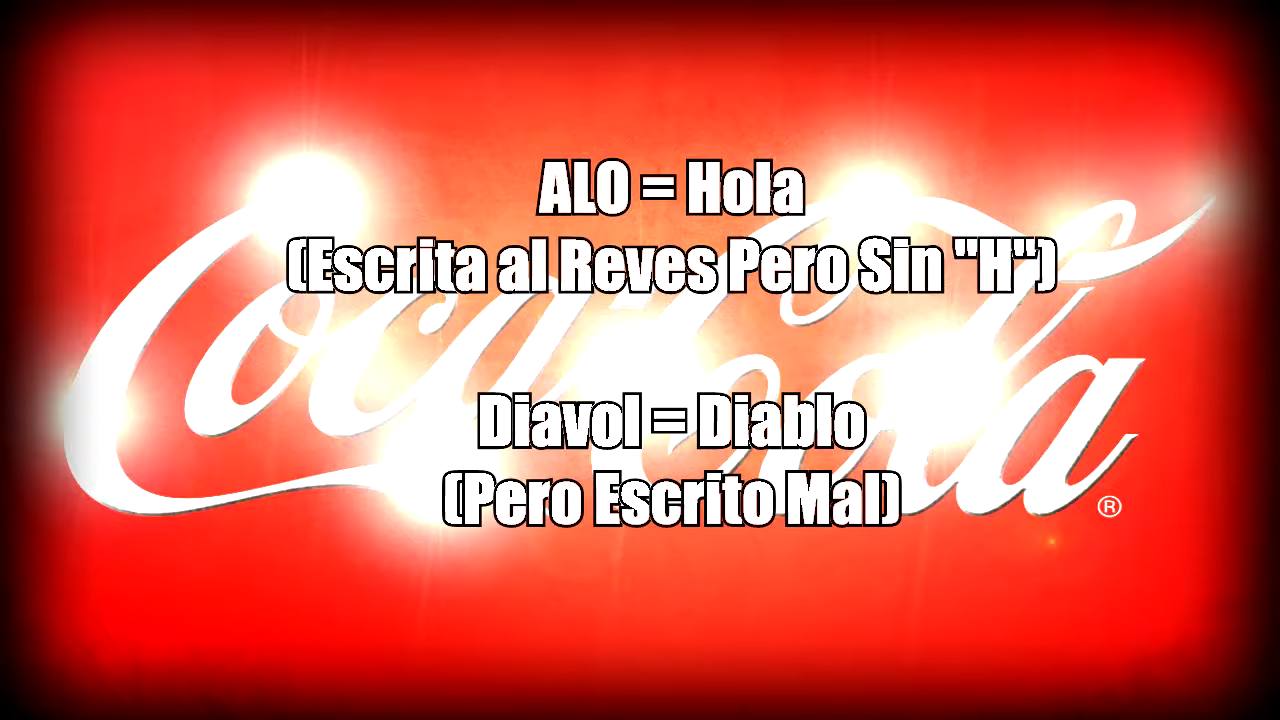 ALO = Hola
(Escrita al Reves Pero Sin "H")
Coca-Cola
Diavol = Diablo
(Pero Escrito Mal)
®